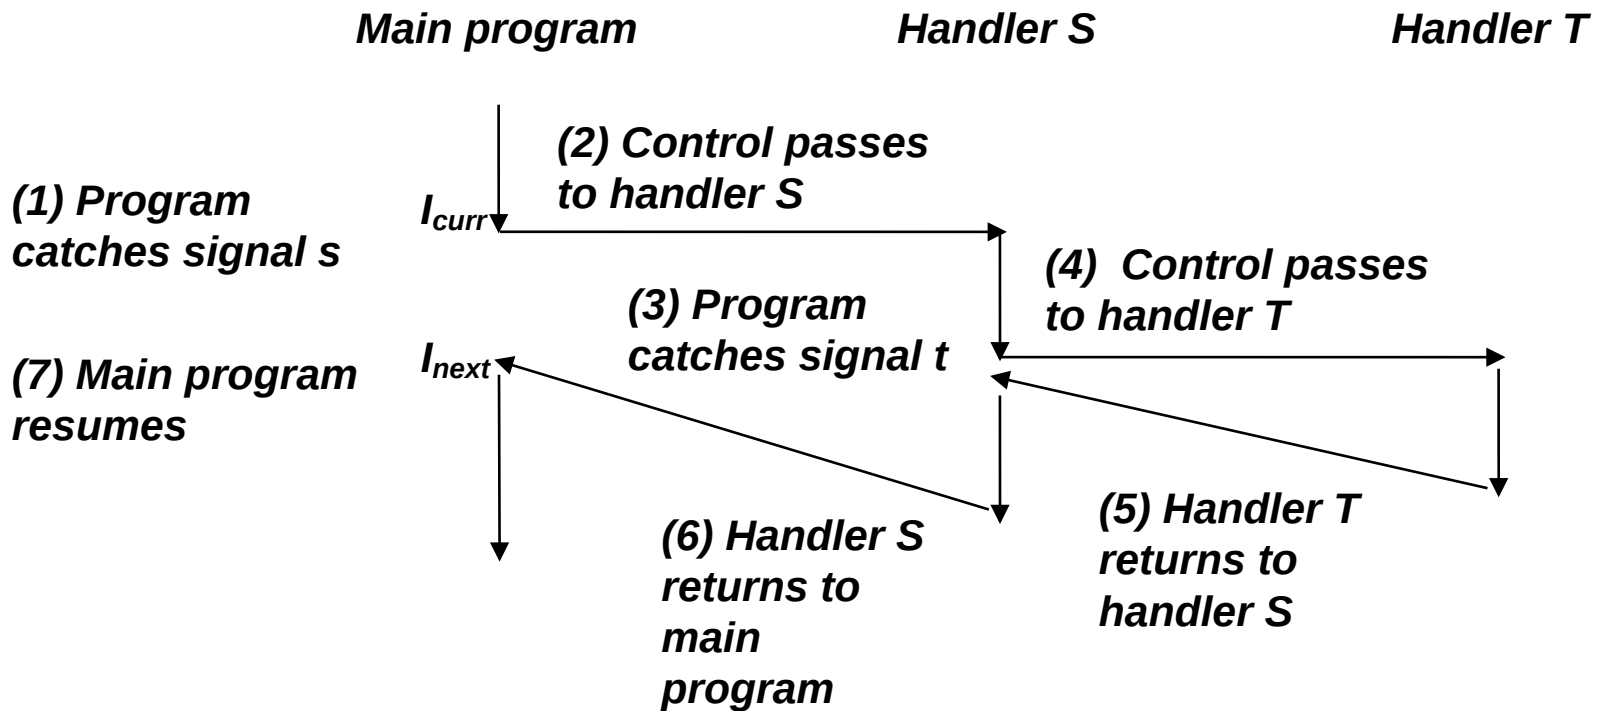 Main program
Handler S
Handler T
(1) Program
catches signal s
Icurr
(2) Control passes
to handler S
(3) Program
catches signal t
(4) Control passes
to handler T
(7) Main program
resumes
Inext
(6) Handler S
returns to
main
program
(5) Handler T
returns to
handler S